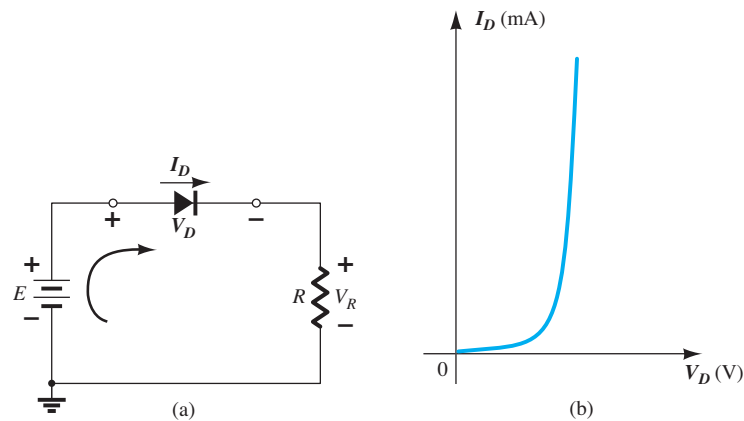 I_D
+ V_D −
+
E
−
+
R V_R
−
(a)
I_D (mA)
0
V_D (V)
(b)